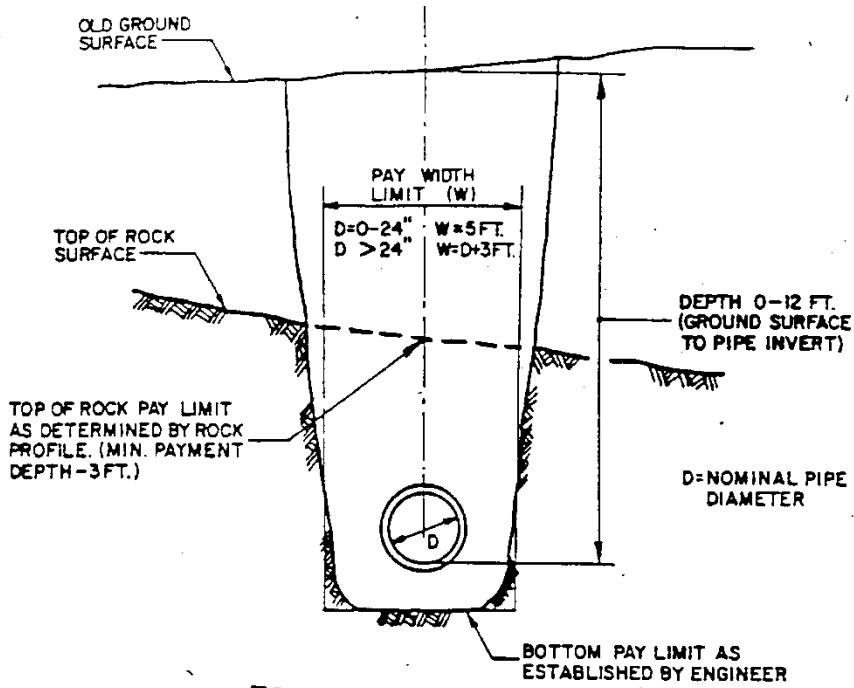 OLD GROUND
SURFACE
PAY WIDTH
LIMIT (W)
D=0-24" W=5FT.
D >24" W=D+3FT.
TOP OF ROCK
SURFACE
DEPTH 0-12 FT.
(GROUND SURFACE
TO PIPE INVERT)
TOP OF ROCK PAY LIMIT
AS DETERMINED BY ROCK
PROFILE. (MIN. PAYMENT
DEPTH-3FT.)
D=NOMINAL PIPE
DIAMETER
D
BOTTOM PAY LIMIT AS
ESTABLISHED BY ENGINEER